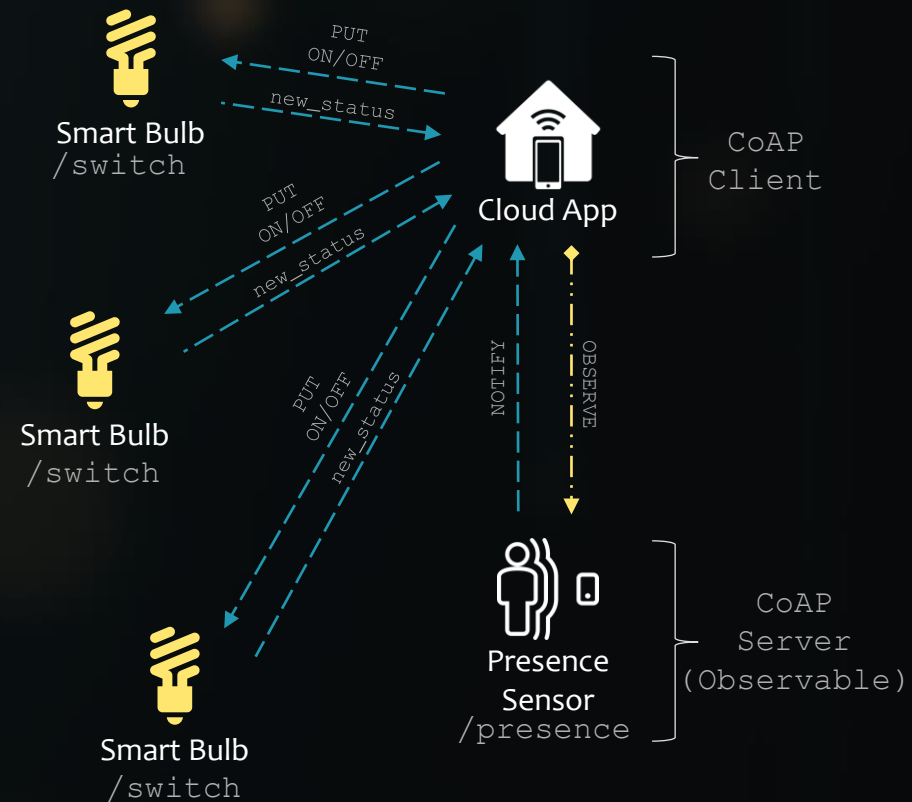 PUT
ON/OFF
new_status
Smart Bulb
/switch
Cloud App
CoAP
Client
PUT
ON/OFF
new_status
Smart Bulb
/switch
PUT
ON/OFF
new_status
NOTIFY
OBSERVE
Smart Bulb
/switch
Presence
Sensor
/presence
CoAP
Server
(Observable)